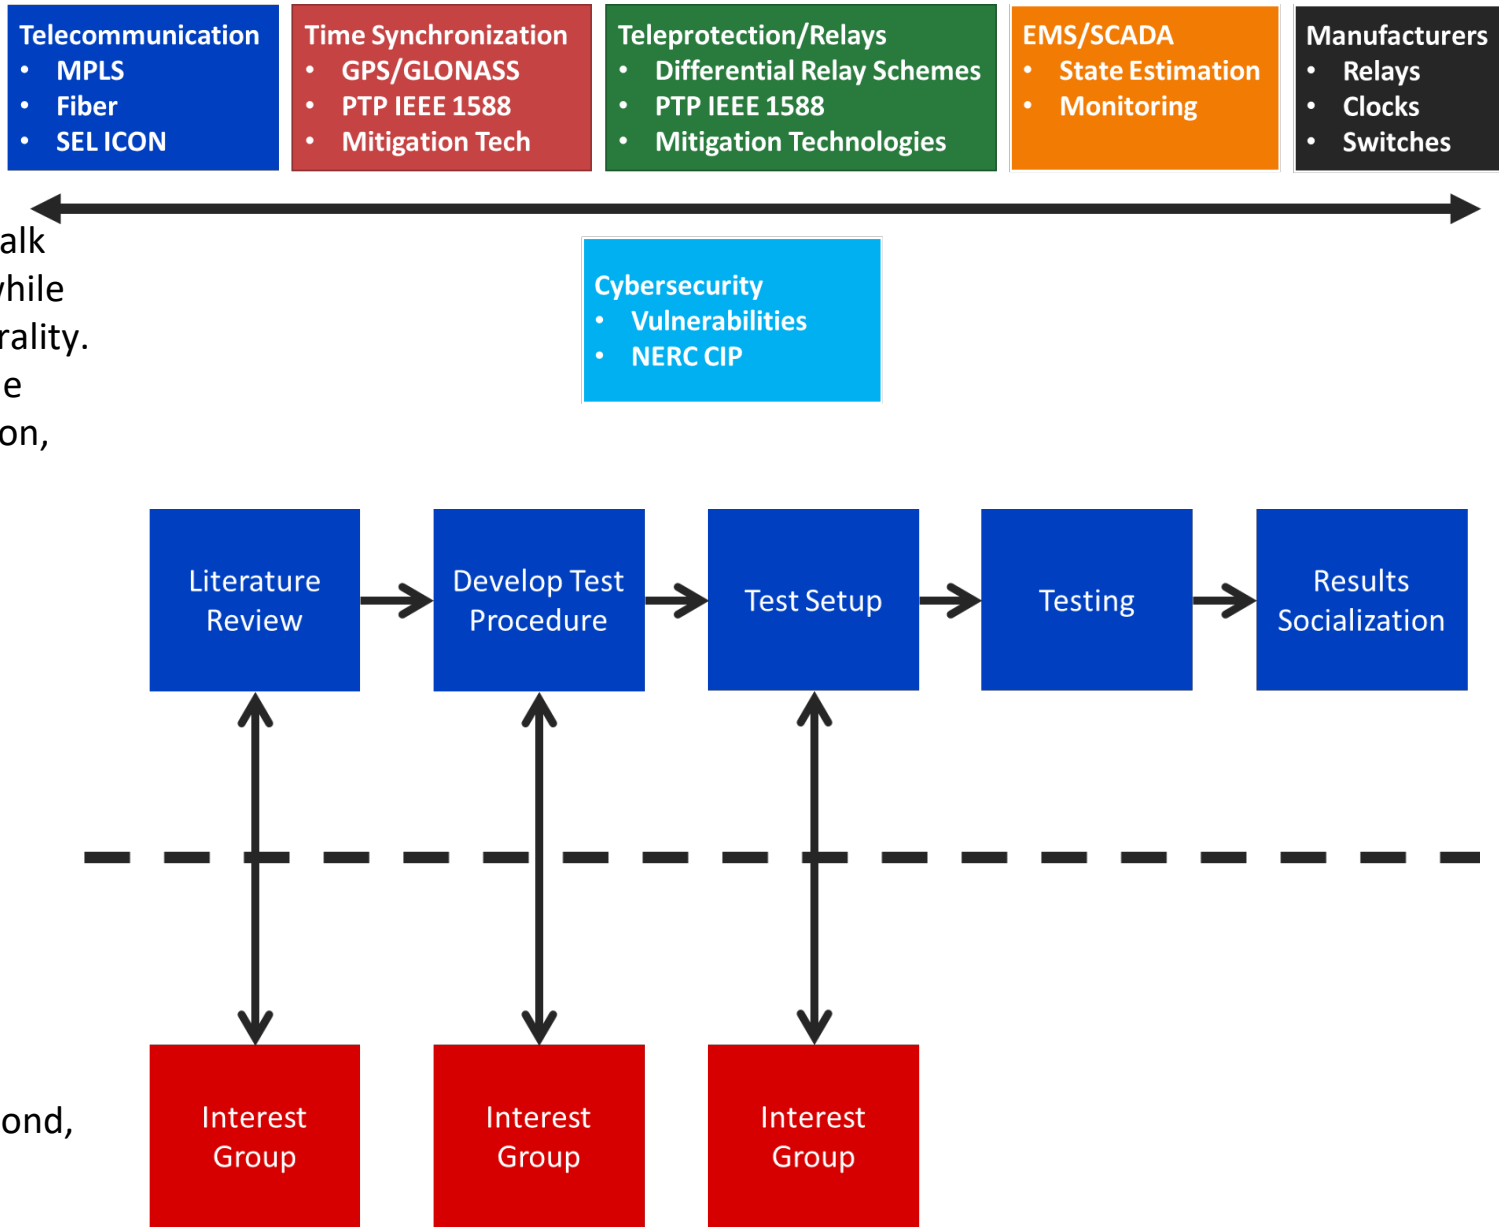 Telecommunication
• MPLS
• Fiber
• SEL ICON
Time Synchronization
• GPS/GLONASS
• PTP IEEE 1588
• Mitigation Tech
Teleprotection/Relays
• Differential Relay Schemes
• PTP IEEE 1588
• Mitigation Technologies
EMS/SCADA
• State Estimation
• Monitoring
Manufacturers
• Relays
• Clocks
• Switches
alk
while
rality.
e
on,
Cybersecurity
• Vulnerabilities
• NERC CIP
Literature
Review
Develop Test
Procedure
Test Setup
Testing
Results
Socialization
ond,
Interest
Group
Interest
Group
Interest
Group